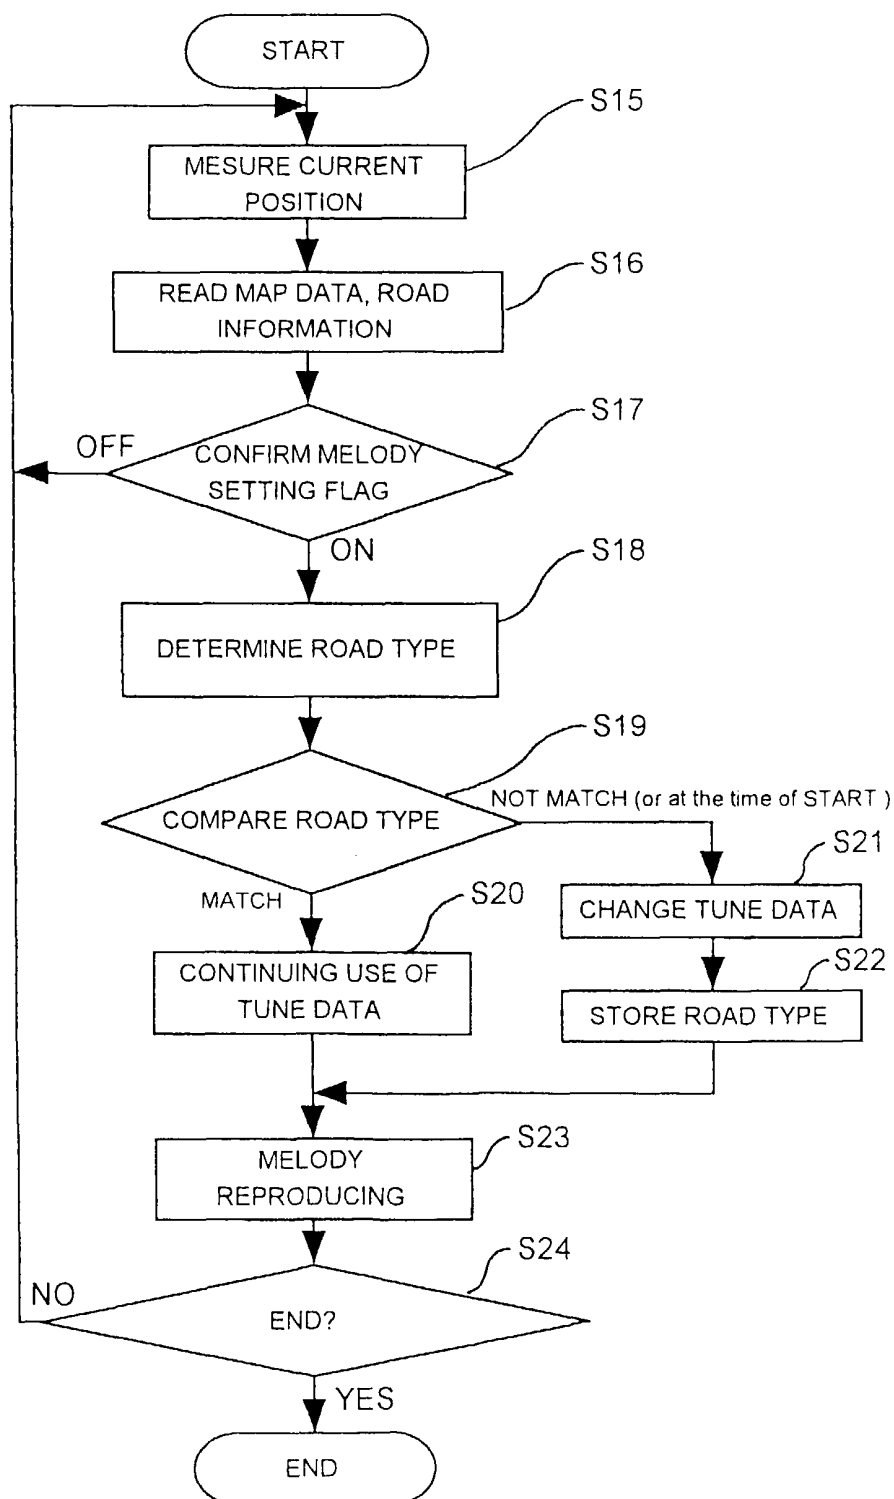 START
S15
MESURE CURRENT
POSITION
S16
READ MAP DATA, ROAD
INFORMATION
S17
OFF
CONFIRM MELODY
SETTING FLAG
ON
S18
DETERMINE ROAD TYPE
S19
NOT MATCH (or at the time of START )
COMPARE ROAD TYPE
S21
MATCH
S20
CHANGE TUNE DATA
CONTINUING USE OF
TUNE DATA
S22
STORE ROAD TYPE
S23
MELODY
REPRODUCING
S24
NO
END?
YES
END